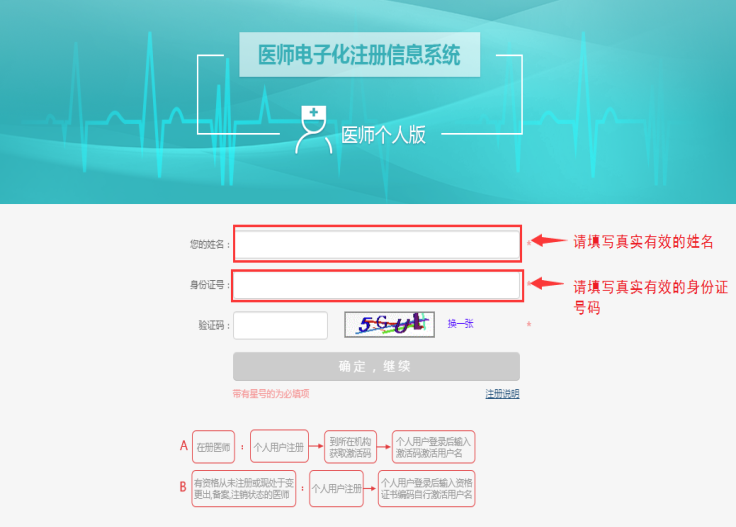 医师电子化注册信息系统
医师个人版
您的姓名：
*
请填写真实有效的姓名
身份证号：
*
请填写真实有效的身份证
号码
验证码：
5Gut
换一张
*
确定，继续
带有星号的为必填项
注册说明
A
在册医师
：
个人用户注册
到所在机构
获取激活码
个人用户登录后输入
激活码激活用户名
B
有资格从未注册或现处于变
更出,备案,注销状态的医师
：
个人用户注册
个人用户登录后输入资格
证书编码自行激活用户名